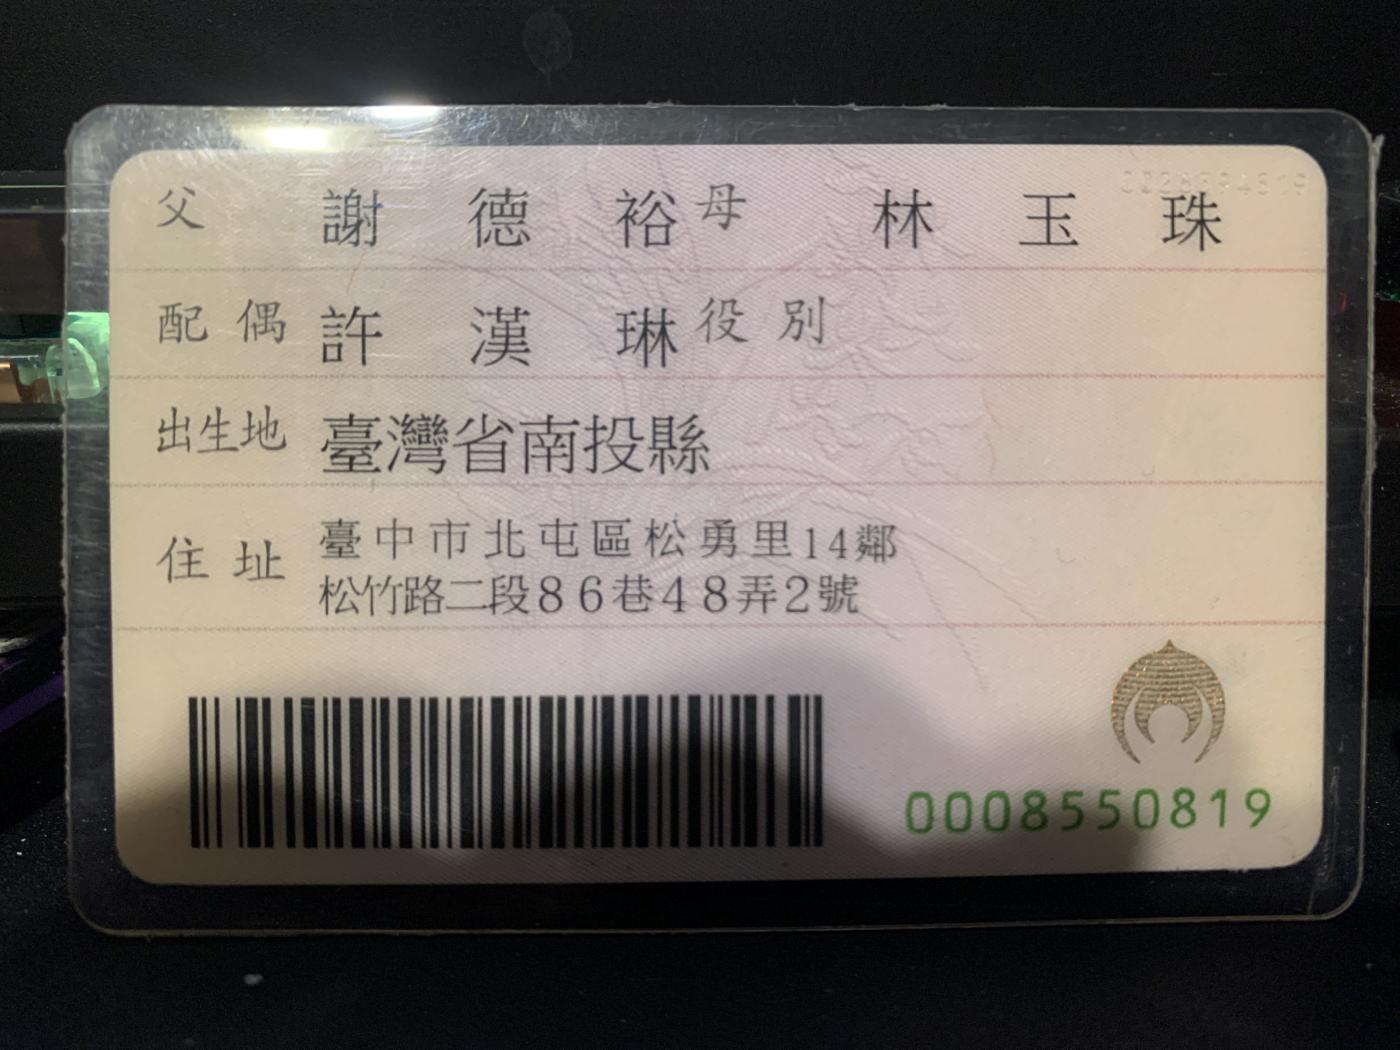 父 謝德裕 母 林玉珠
配偶 許漢琳 役別
出生地 臺灣省南投縣
住址 臺中市北屯區松勇里14鄰
松竹路二段86巷48弄2號
0008550819